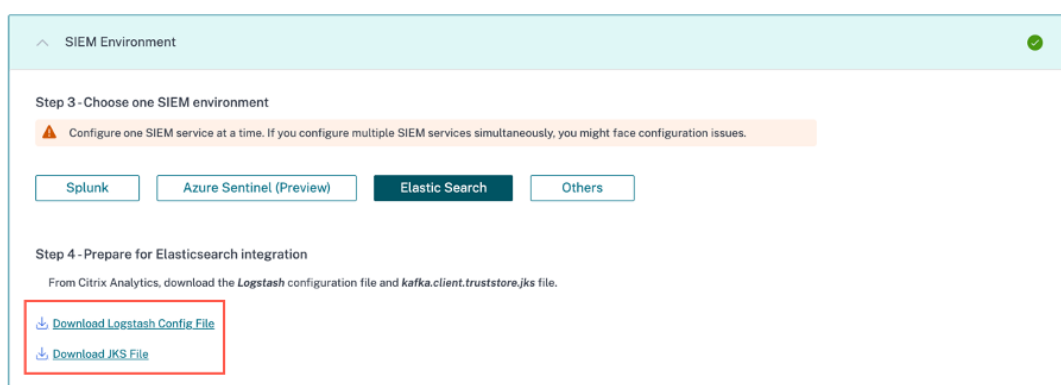 SIEM Environment
Step 3 - Choose one SIEM environment
Configure one SIEM service at a time. If you configure multiple SIEM services simultaneously, you might face configuration issues.
Splunk
Azure Sentinel (Preview)
Elastic Search
Others
Step 4 - Prepare for Elasticsearch integration
From Citrix Analytics, download the Logstash configuration file and kafka.client.truststore.jks file.
Download Logstash Config File
Download JKS File